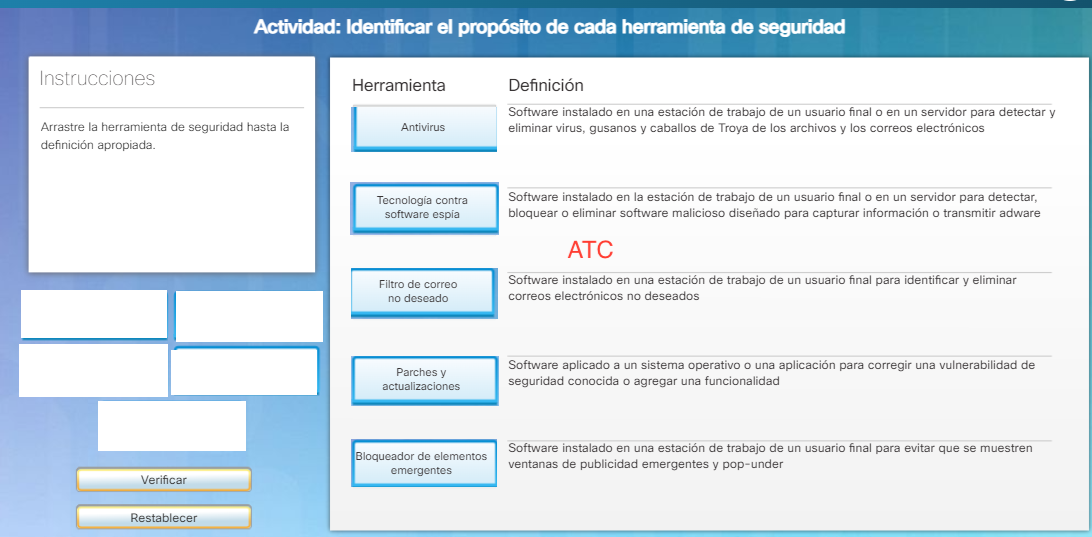 Actividad: Identificar el propósito de cada herramienta de seguridad
Instrucciones
Arrastre la herramienta de seguridad hasta la
definición apropiada.
Verificar
Restablecer
Herramienta
Definición
Antivirus
Software instalado en una estación de trabajo de un usuario final o en un servidor para detectar y
eliminar virus, gusanos y caballos de Troya de los archivos y los correos electrónicos
Tecnología contra
software espía
Software instalado en la estación de trabajo de un usuario final o en un servidor para detectar,
bloquear o eliminar software malicioso diseñado para capturar información o transmitir adware
ATC
Filtro de correo
no deseado
Software instalado en una estación de trabajo de un usuario final para identificar y eliminar
correos electrónicos no deseados
Parches y
actualizaciones
Software aplicado a un sistema operativo o una aplicación para corregir una vulnerabilidad de
seguridad conocida o agregar una funcionalidad
Bloqueador de elementos
emergentes
Software instalado en una estación de trabajo de un usuario final para evitar que se muestren
ventanas de publicidad emergentes y pop-under